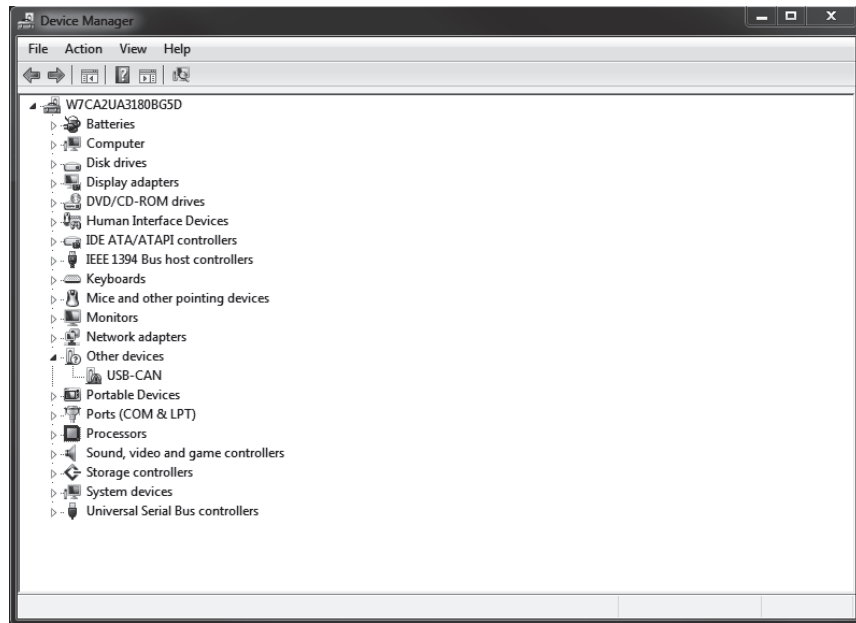 Device Manager
File Action View Help
W7CA2UA3180BG5D
Batteries
Computer
Disk drives
Display adapters
DVD/CD-ROM drives
Human Interface Devices
IDE ATA/ATAPI controllers
IEEE 1394 Bus host controllers
Keyboards
Mice and other pointing devices
Monitors
Network adapters
Other devices
USB-CAN
Portable Devices
Ports (COM & LPT)
Processors
Sound, video and game controllers
Storage controllers
System devices
Universal Serial Bus controllers